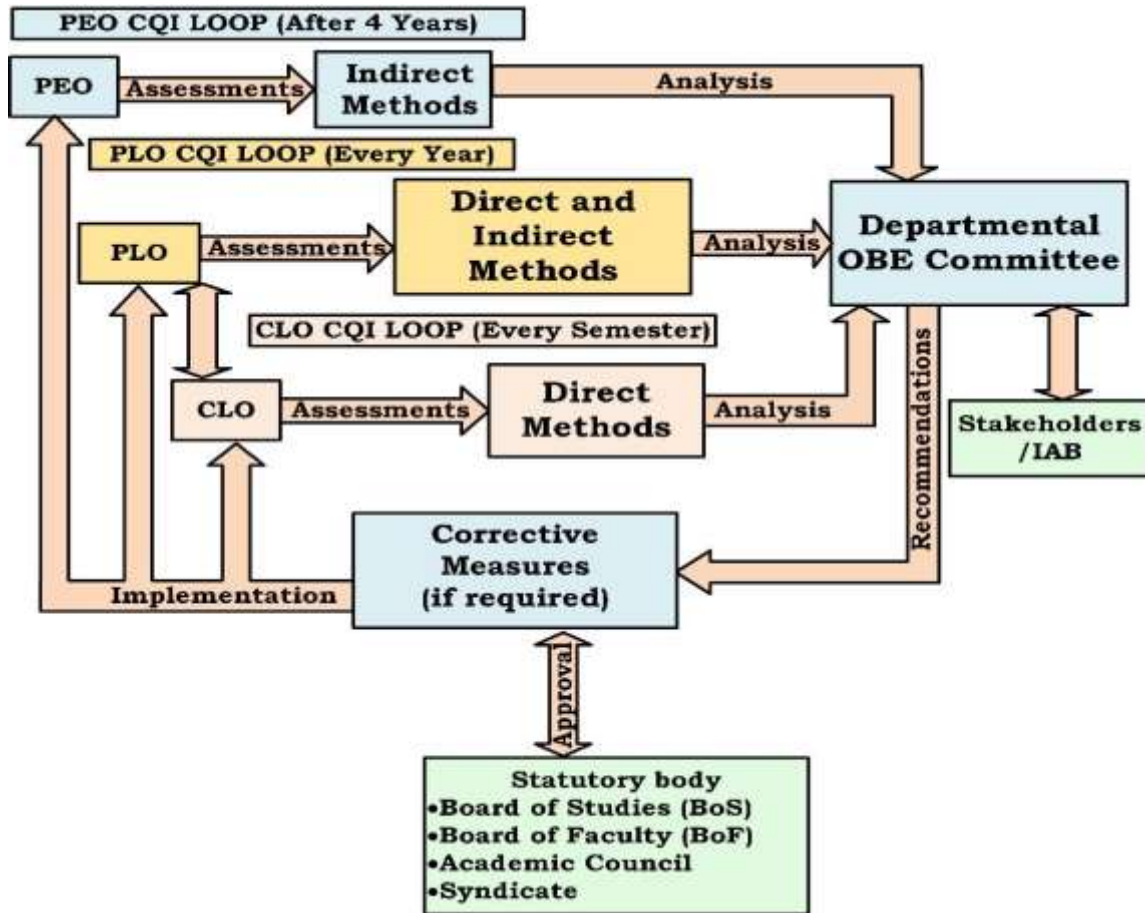 PEO CQI LOOP (After 4 Years)
PEO
Assessments
Indirect
Methods
Analysis
PLO CQI LOOP (Every Year)
PLO
Assessments
Direct and
Indirect
Methods
Analysis
Departmental
OBE Committee
CLO CQI LOOP (Every Semester)
CLO
Assessments
Direct
Methods
Analysis
Recommendations
Stakeholders
/IAB
Corrective
Measures
(if required)
Implementation
Approval
Statutory body
•Board of Studies (BoS)
•Board of Faculty (BoF)
•Academic Council
•Syndicate